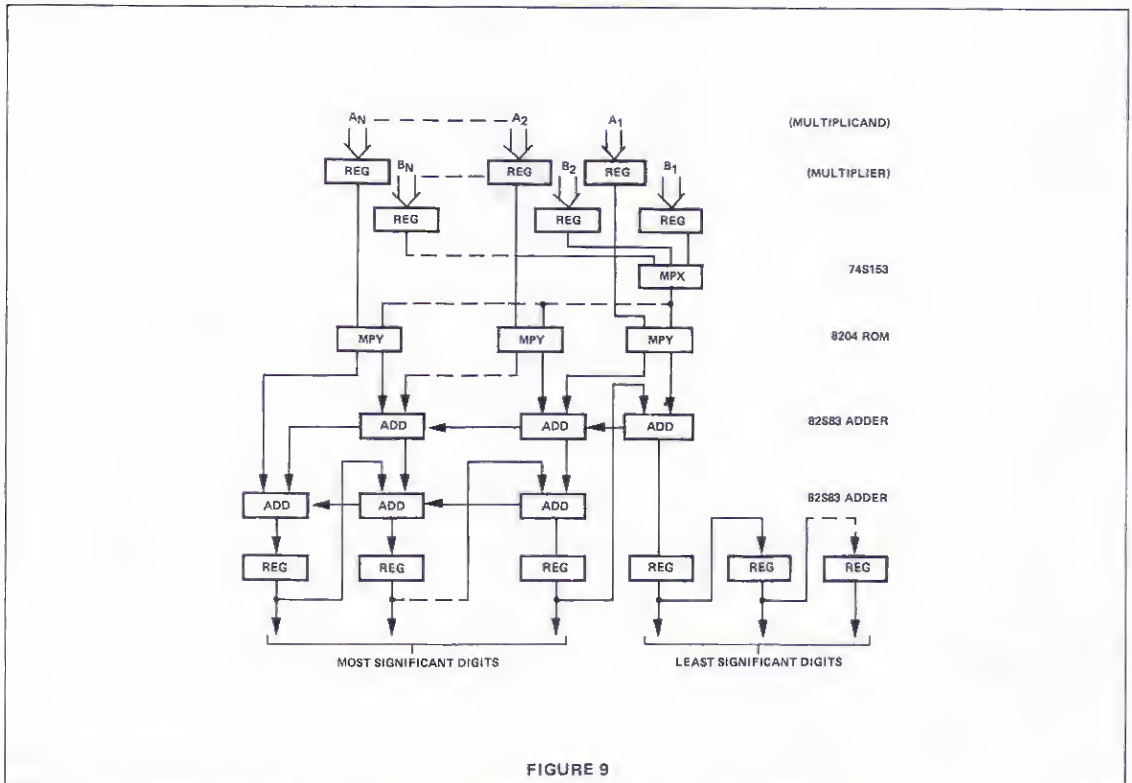 AN A2 A1 (MULTIPLICAND)
BN B2 B1
REG REG REG (MULTIPLIER)
REG REG REG
MPX 74S153
MPY MPY MPY 8204 ROM
ADD ADD ADD 82S83 ADDER
ADD ADD ADD 82S83 ADDER
REG REG REG REG REG REG
MOST SIGNIFICANT DIGITS LEAST SIGNIFICANT DIGITS
FIGURE 9